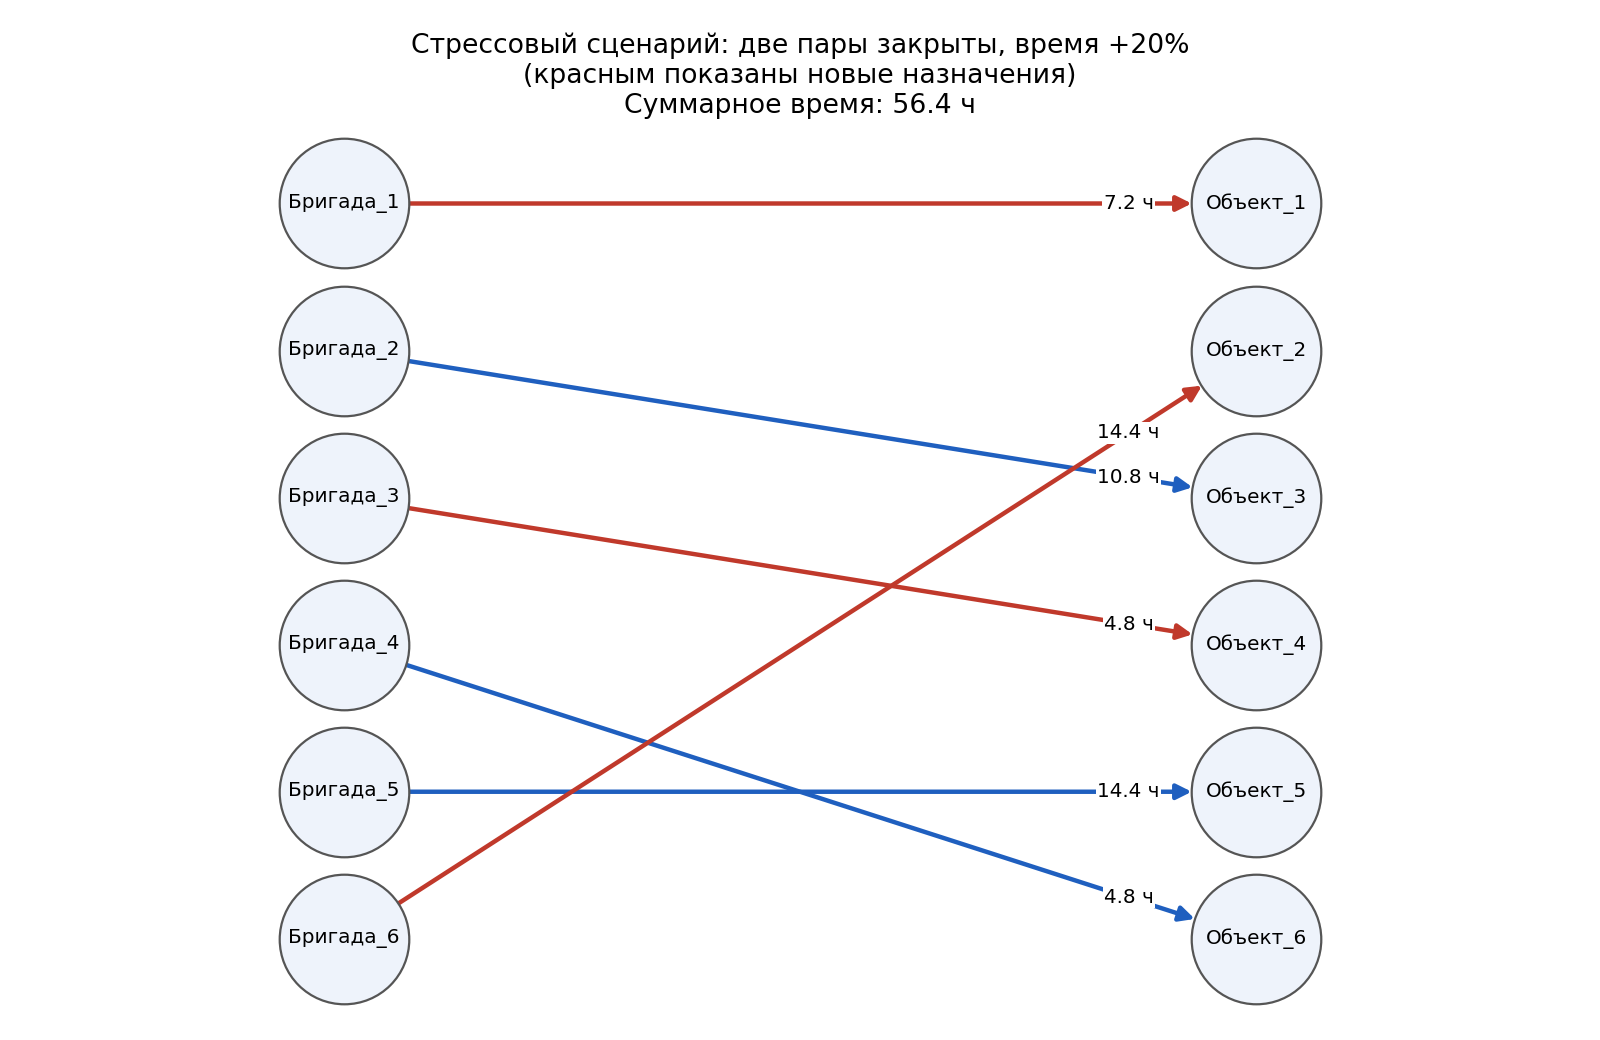 Стрессовый сценарий: две пары закрыты, время +20%
(красным показаны новые назначения)
Суммарное время: 56.4 ч
Бригада_1
7.2 ч
Объект_1
Бригада_2
Объект_2
14.4 ч
10.8 ч
Бригада_3
Объект_3
4.8 ч
Бригада_4
Объект_4
Бригада_5
14.4 ч
Объект_5
4.8 ч
Бригада_6
Объект_6